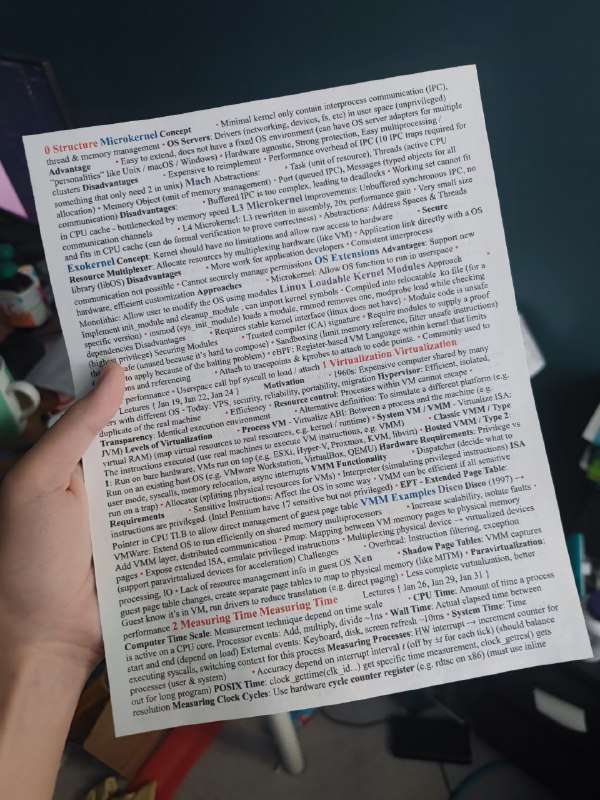 0 Structure Microkernel Concept • Minimal kernel only contain interprocess communication (IPC),
thread & memory management • OS Servers: Drivers (networking, devices, fs, etc) in user space (unprivileged)
Advantage • Easy to extend, does not have a fixed OS environment (can have OS server adapters for multiple
"personalities" like Unix / macOS / Windows) • Hardware agnostic, Strong protection, Easy multiprocessing /
clusters Disadvantages • Expensive to reimplement • Performance overhead of IPC (10 IPC traps required for
something that only need 2 in unix) Mach Abstractions: • Task (unit of resource), Threads (active CPU
allocation) • Memory Object (unit of memory management) • Port (queued IPC), Messages (typed objects for all
communication) Disadvantages: • Buffered IPC is too complex, leading to deadlocks • Working set cannot fit
in CPU cache - bottlenecked by memory speed L3 Microkernel Improvements: Unbuffered synchronous IPC, no
communication channels • L4 Microkernel: L3 rewritten in assembly, 20x performance gain • Very small size
and fits in CPU cache (can do formal verification to prove correctness) • Abstractions: Address Spaces & Threads
Exokernel Concept: Kernel should have no limitations and allow raw access to hardware • Secure
Resource Multiplexer: Allocate resources by multiplexing hardware (like VM) • Application link directly with a OS
library (libOS) Disadvantages • More work for application developers • Consistent interprocess
communication not possible • Cannot securely manage permissions OS Extensions Advantages: Support new
hardware, efficient customization Approaches • Microkernel: Allow OS function to run in userspace •
Monolithic: Allow user to modify the OS using modules Linux Loadable Kernel Modules Approach •
Implement init_module and cleanup_module , can import kernel symbols • Compiled into relocatable .ko file (for a
specific version) • insmod (sys_init_module) loads a module, rmmod removes one, modprobe lead while checking
dependencies Disadvantages • Requires stable kernel interface (linux does not have) • Module code is unsafe
(highest privilege) Securing Modules • Trusted compiler (CA) signature • Require modules to supply a proof
safe (unused because it's hard to compose) • Sandboxing (limit memory reference, filter unsafe instructions)
to apply because of the halting problem) • eBPF: Register-based VM Language within kernel that limits
and referencing • Attach to tracepoints & kprobes to attach to code points. • Commonly used to
performance • Userspace call bpf syscall to load / attach 1 Virtualization Virtualization
Lectures { Jan 19, Jan 22, Jan 24 } Motivation • 1960s: Expensive computer shared by many
with different OS • Today: VPS, security, reliability, portability, migration Hypervisor: Efficient, isolated,
duplicate of the real machine • Efficiency • Resource control: Processes within VM cannot escape •
Transparency: Identical execution environment • Alternative definition: To simulate a different platform (e.g.
JVM) Levels of Virtualization • Process VM - Virtualize ABI: Between a process and the machine (e.g.
virtual RAM) (map virtual resources to real resources, e.g. kernel / runtime) • System VM / VMM - Virtualize ISA:
The instructions executed (use real machines to execute VM instructions, e.g. VMM) • Classic VMM / Type
1: Run on bare hardware, VMs run on top (e.g. ESXi, Hyper-V, Proxmox, KVM, libvirt) • Hosted VMM / Type 2:
Run on an existing host OS (e.g. VMware Workstation, VirtualBox, QEMU) Hardware Requirements: Privilege vs
user mode, syscalls, memory relocation, async interrupts VMM Functionality • Dispatcher (decide what to
run on a trap) • Allocator (splitting physical resources for VMs) • Interpreter (simulating privileged instructions) ISA
Requirements • Sensitive Instructions: Affect the OS in some way • VMM can be efficient if all sensitive
instructions are privileged. (Intel Pentium have 17 sensitive but not privileged) • EPT - Extended Page Table:
Pointer in CPU TLB to allow direct management of guest page table VMM Examples Disco Disco (1997) →
VMWare: Extend OS to run efficiently on shared memory multiprocessors • Increase scalability, isolate faults •
Add VMM layer, distributed communication • Pmap: Mapping between VM memory pages to physical memory
pages • Expose extended ISA, emulate privileged instructions • Multiplexing physical device → virtualized devices
(support paravirtualized devices for acceleration) Challenges • Overhead: Instruction filtering, exception
processing, IO • Lack of resource management info in guest OS Xen • Shadow Page Tables: VMM captures
guest page table changes, create separate page tables to map to physical memory (like MITM) • Paravirtualization:
Guest know it's in VM, run drivers to reduce translation (e.g. direct paging) • Less complete virtualization, better
performance 2 Measuring Time Measuring Time Lectures { Jan 26, Jan 29, Jan 31 }
Computer Time Scale: Measurement technique depend on time scale • CPU Time: Amount of time a process
is active on a CPU core. Processor events: Add, multiply, divide ~1ns • Wall Time: Actual elapsed time between
start and end (depend on load) External events: Keyboard, disk, screen refresh ~10ms • System Time: Time
executing syscalls, switching context for this process Measuring Processes: HW interrupt → increment counter for
processes (user & system) • Accuracy depend on interrupt interval (off by for each tick) (should balance
out for long program) POSIX Time: clock_gettime(clk_id...) get specific time measurement, clock_getres() gets
resolution Measuring Clock Cycles: Use hardware cycle counter register (e.g. rdtsc on x86) (must use inline